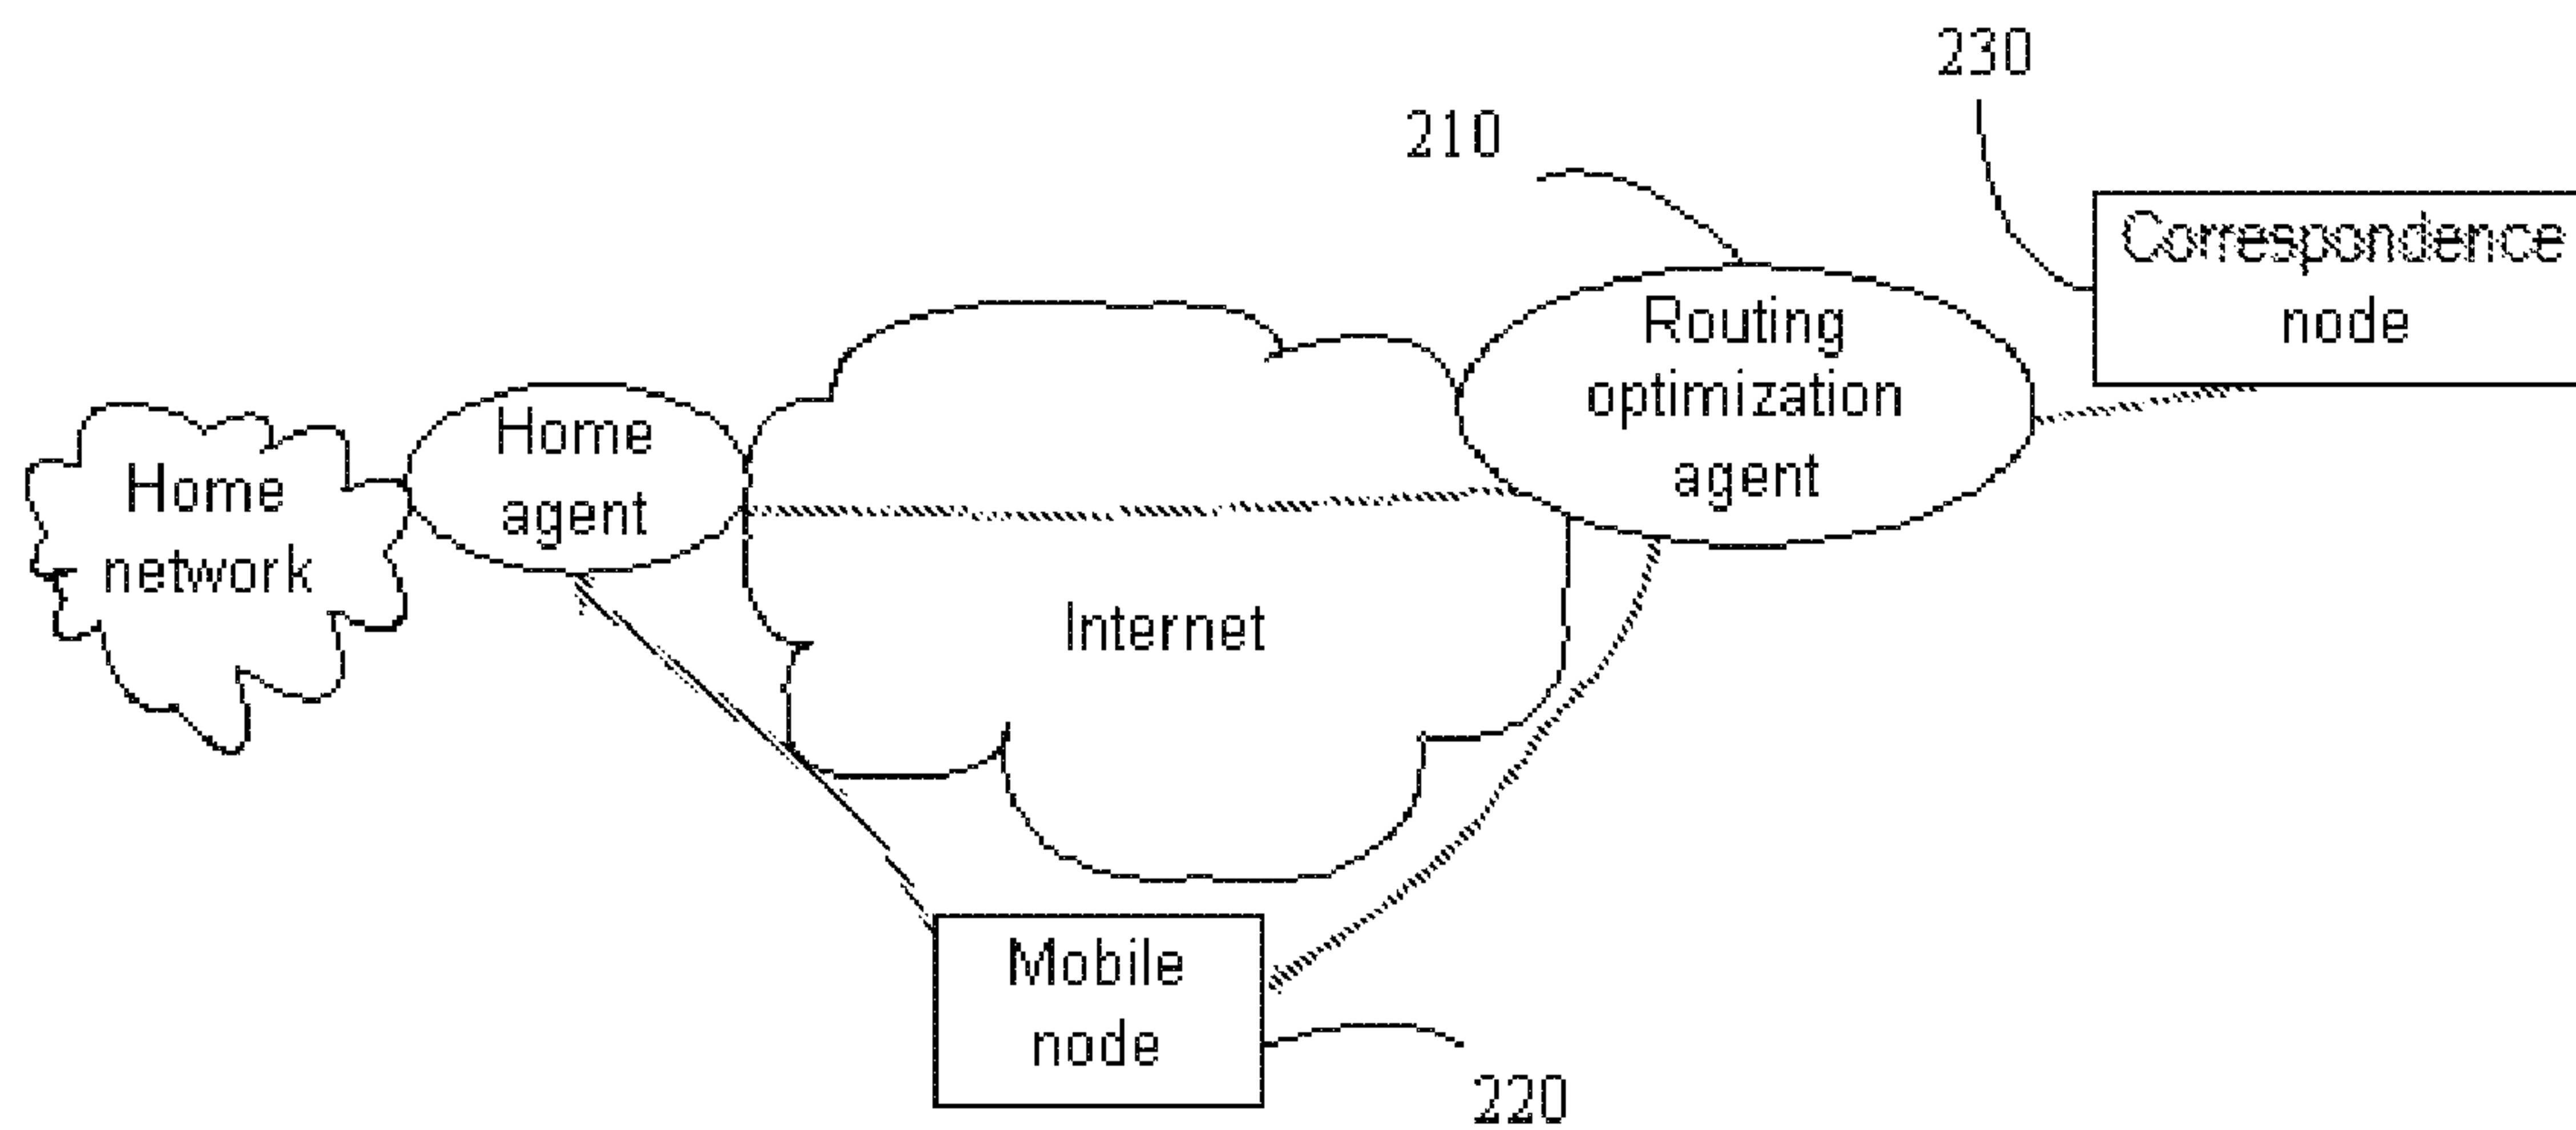 230
210
Correspondence
node
Routing
optimization
agent
Home
agent
Home
network
Internet
Mobile
node
220